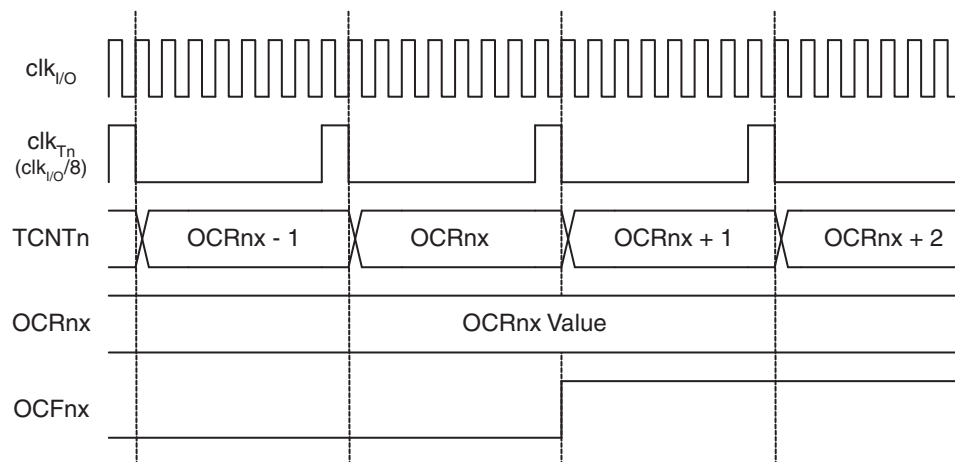 clkI/O
clkTn
(clkI/O/8)
TCNTn
OCRnx - 1
OCRnx
OCRnx + 1
OCRnx + 2
OCRnx
OCRnx Value
OCFnx